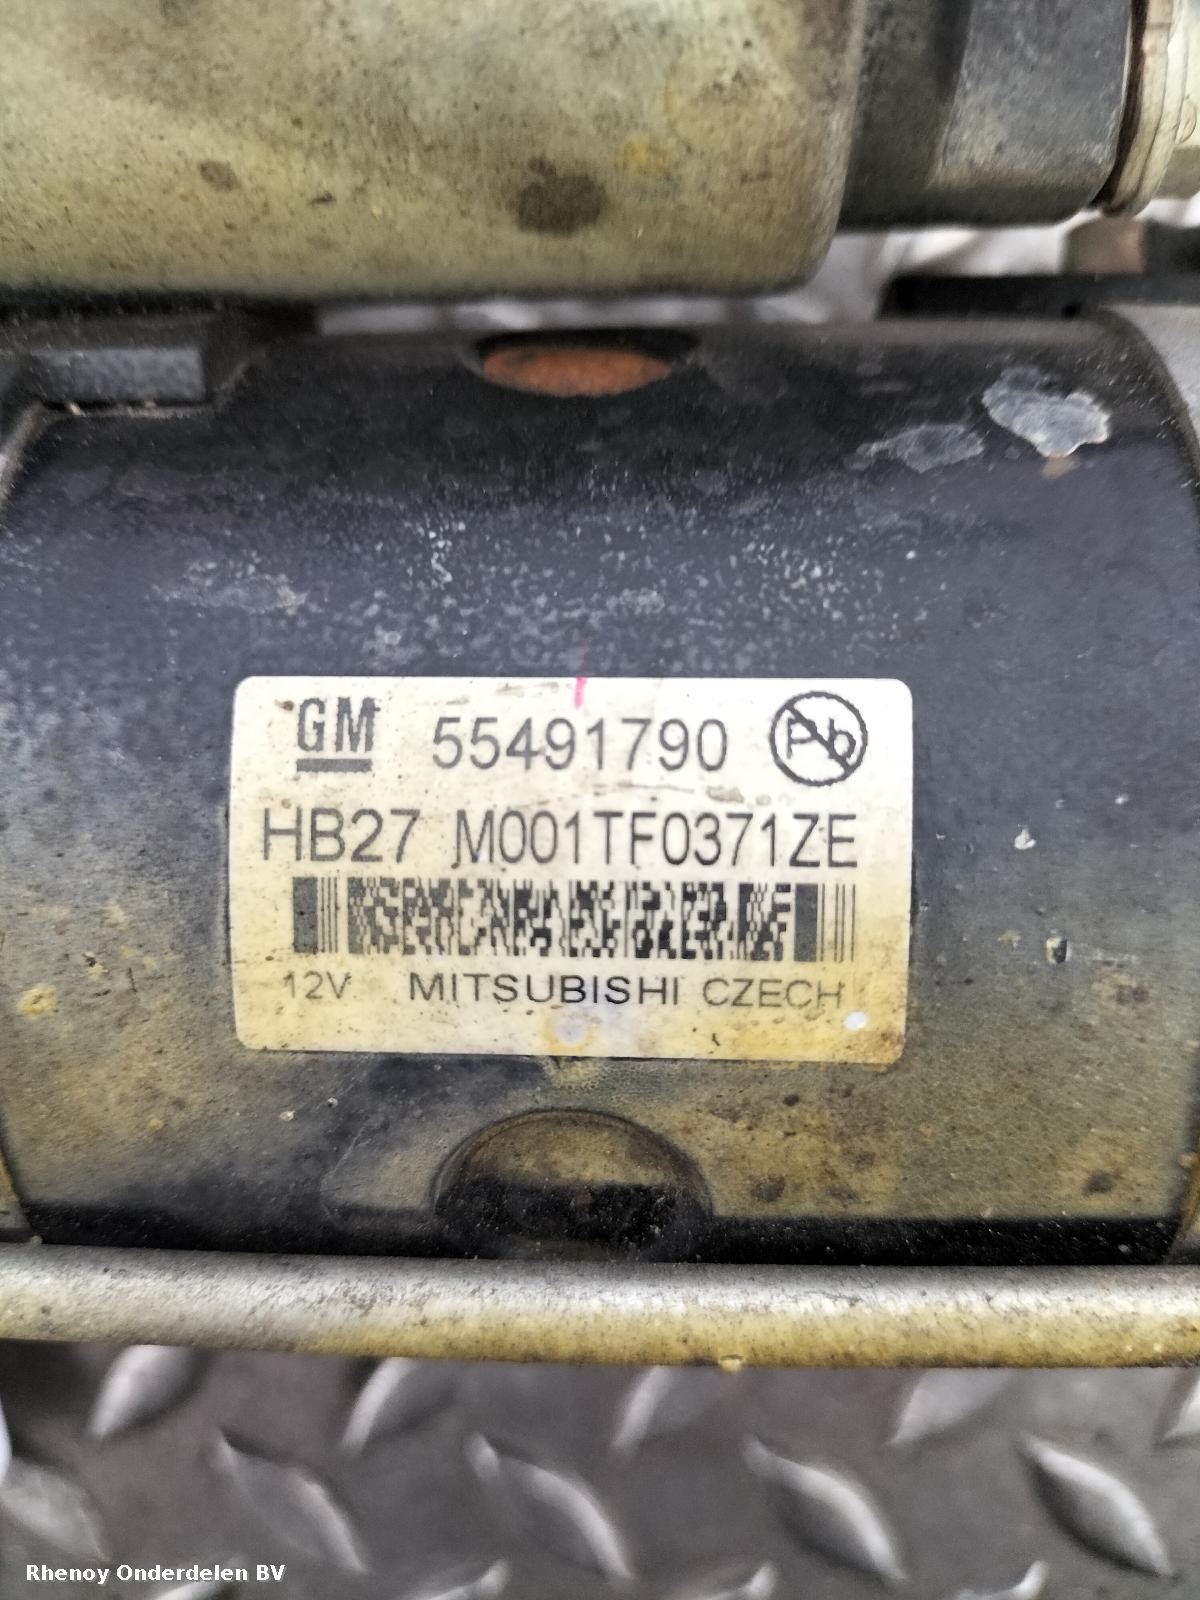 GM 55491790 Pb
HB27 M001TF0371ZE
12V MITSUBISHI CZECH
Rhenoy Onderdelen BV